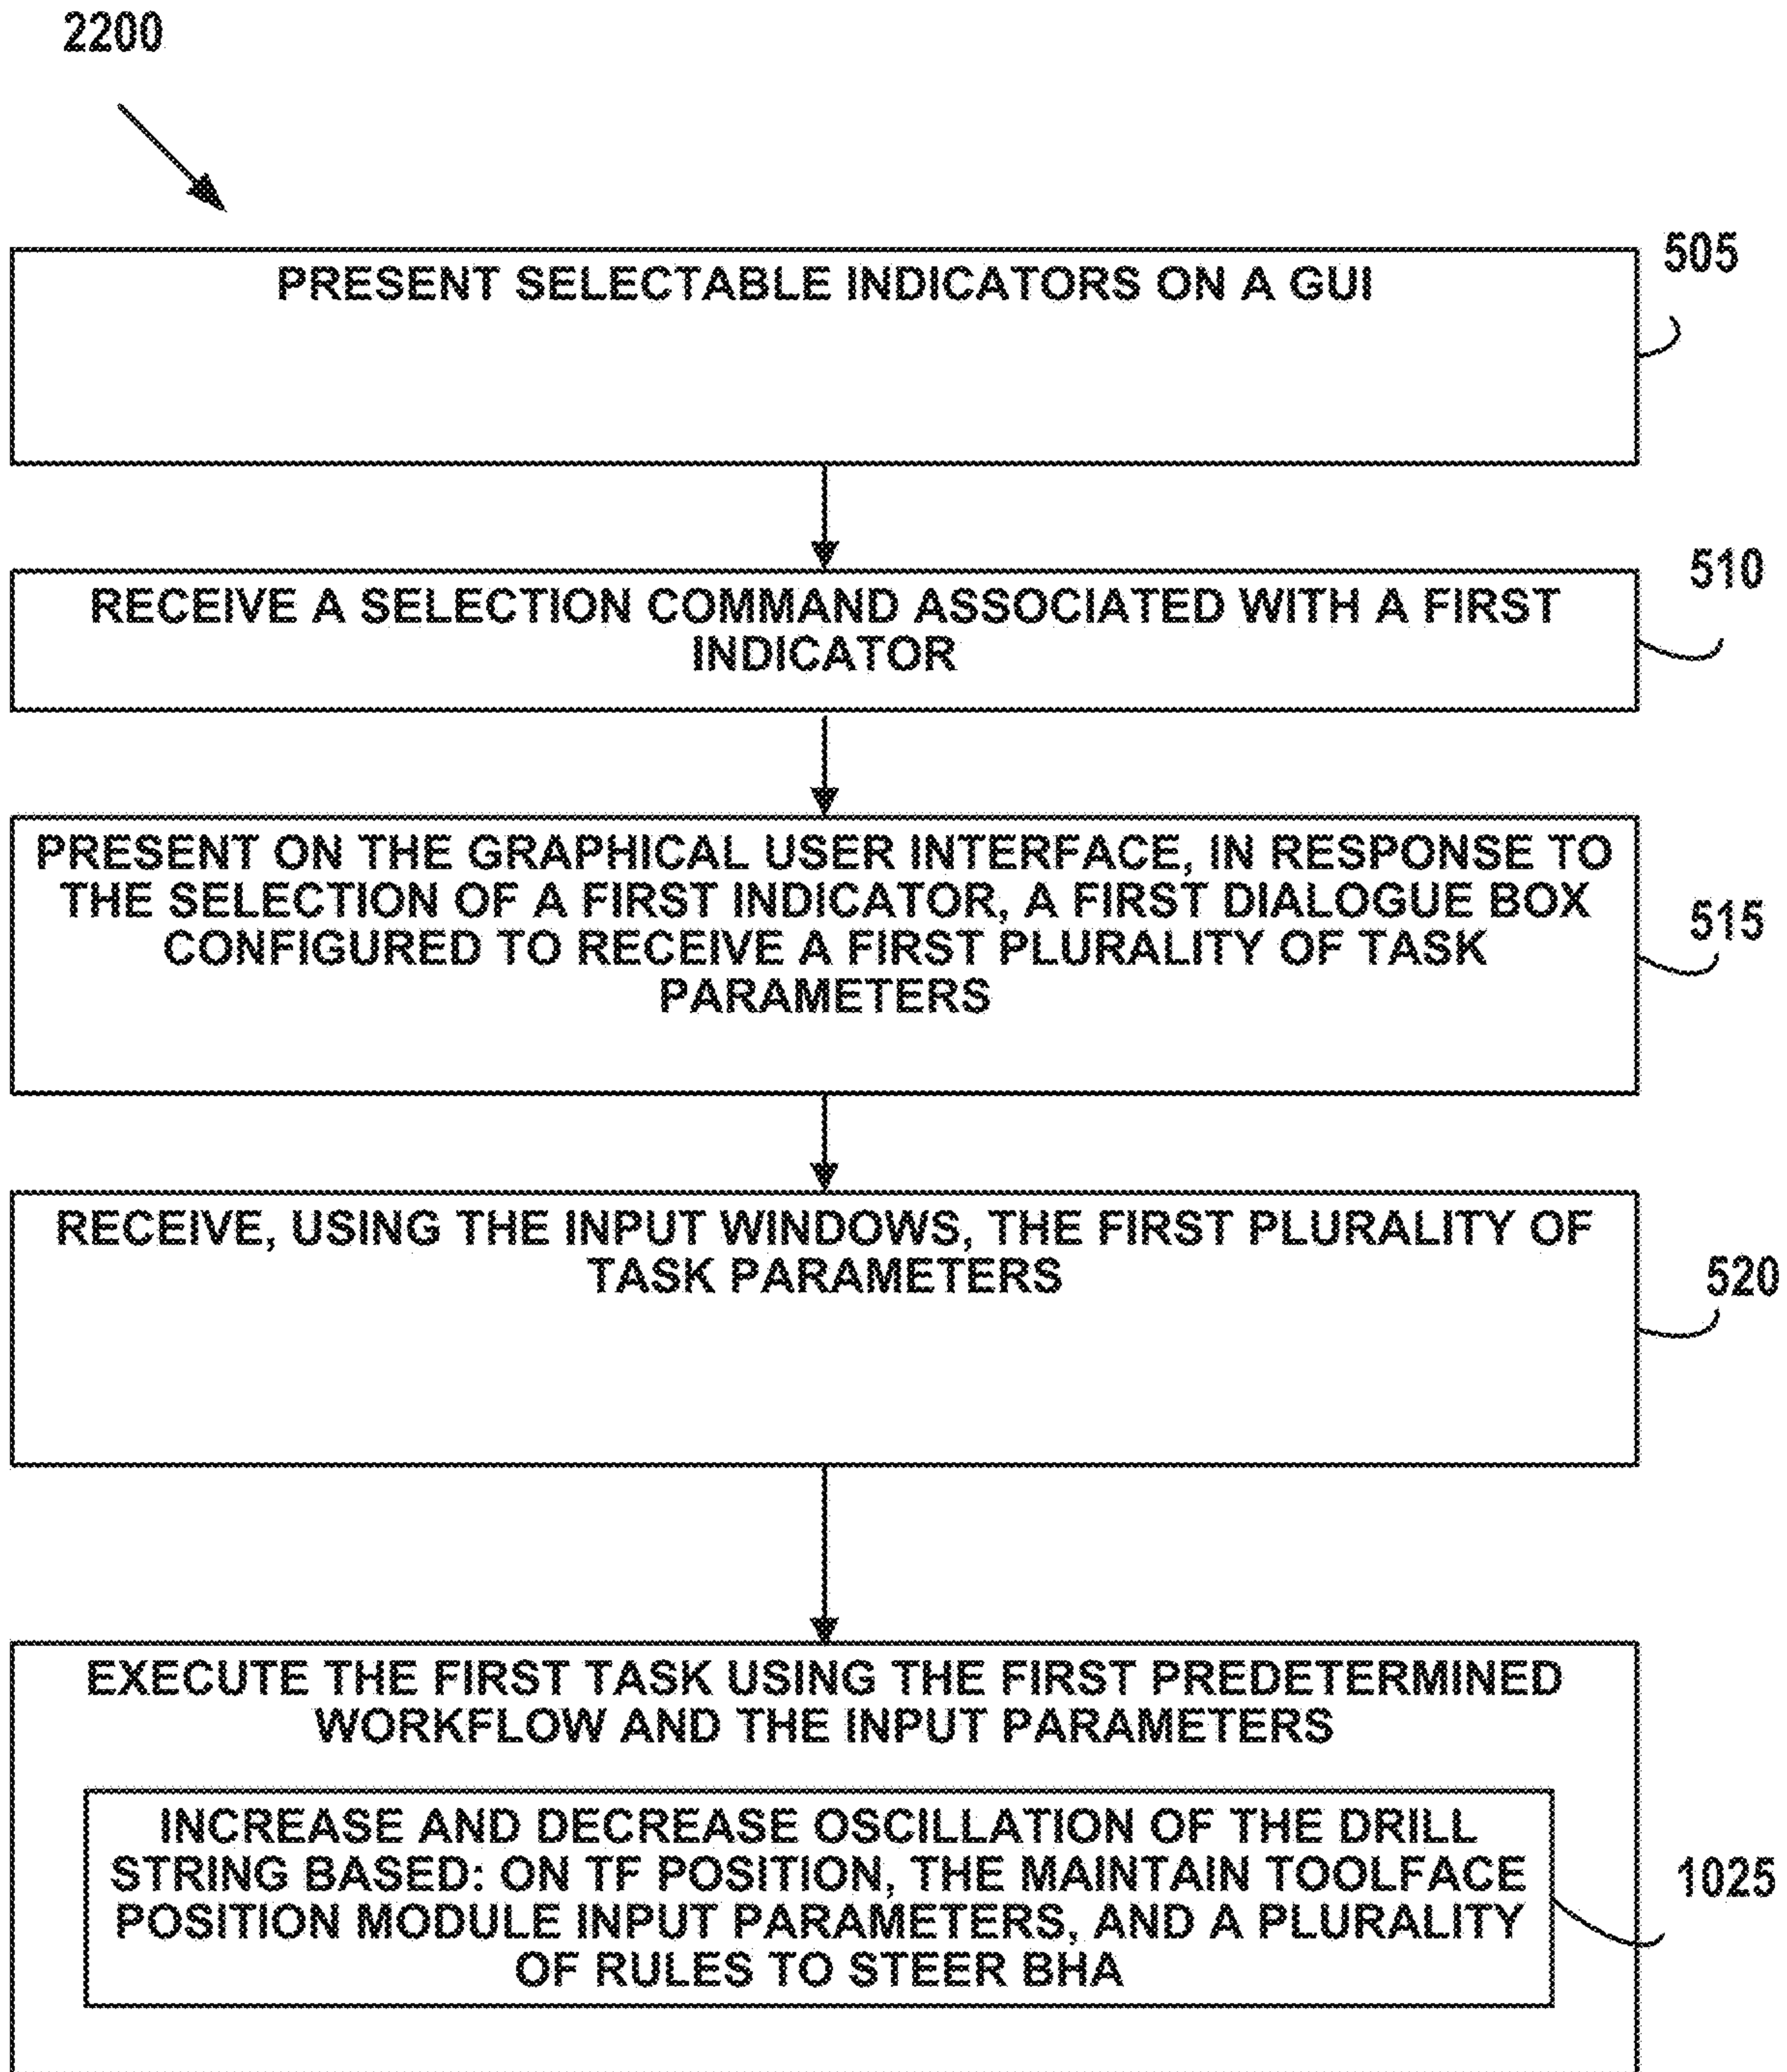 2200
PRESENT SELECTABLE INDICATORS ON A GUI
505
RECEIVE A SELECTION COMMAND ASSOCIATED WITH A FIRST
INDICATOR
510
PRESENT ON THE GRAPHICAL USER INTERFACE, IN RESPONSE TO
THE SELECTION OF A FIRST INDICATOR, A FIRST DIALOGUE BOX
CONFIGURED TO RECEIVE A FIRST PLURALITY OF TASK
PARAMETERS
515
RECEIVE, USING THE INPUT WINDOWS, THE FIRST PLURALITY OF
TASK PARAMETERS
520
EXECUTE THE FIRST TASK USING THE FIRST PREDETERMINED
WORKFLOW AND THE INPUT PARAMETERS
INCREASE AND DECREASE OSCILLATION OF THE DRILL
STRING BASED: ON TF POSITION, THE MAINTAIN TOOLFACE
POSITION MODULE INPUT PARAMETERS, AND A PLURALITY
OF RULES TO STEER BHA
1025